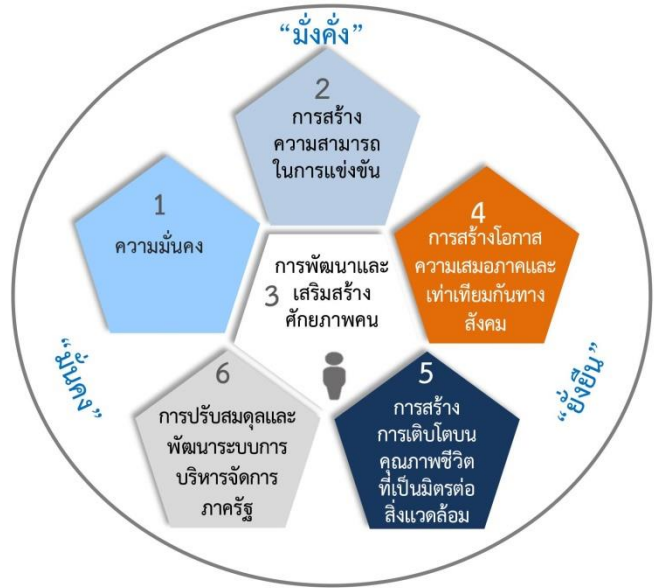 “มั่งคั่ง”
2
การสร้าง
ความสามารถ
ในการแข่งขัน
1
ความมั่นคง
4
การสร้างโอกาส
ความเสมอภาคและ
เท่าเทียมกันทาง
สังคม
การพัฒนาและ
3 เสริมสร้าง
ศักยภาพคน
“มั่นคง”
“ยั่งยืน”
6
การปรับสมดุลและ
พัฒนาระบบการ
บริหารจัดการ
ภาครัฐ
5
การสร้าง
การเติบโตบน
คุณภาพชีวิต
ที่เป็นมิตรต่อ
สิ่งแวดล้อม